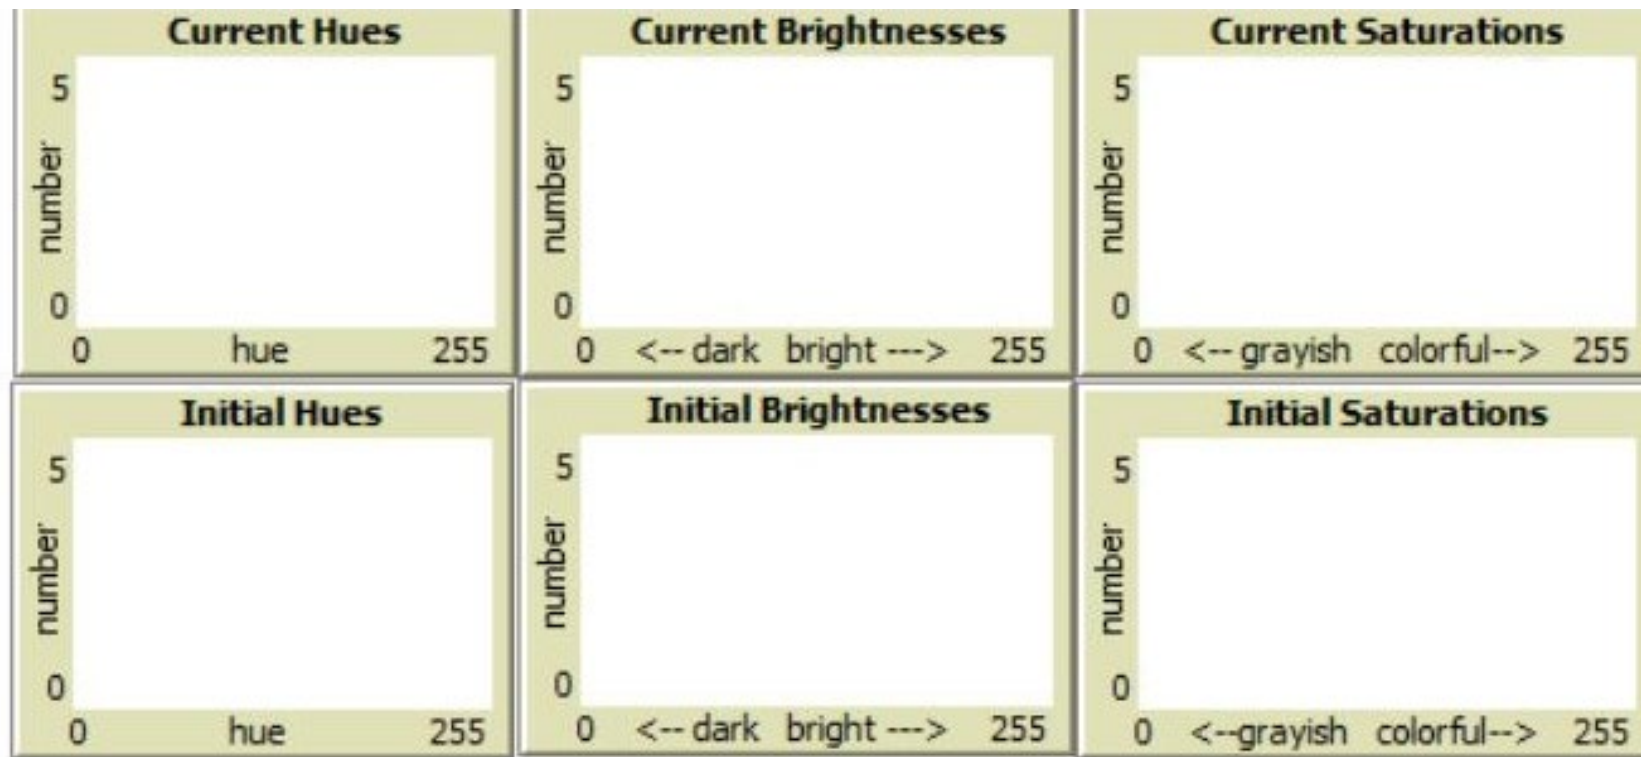 Current Hues
5
number
0
0 hue 255
Current Brightnesses
5
number
0
0 <-- dark bright ---> 255
Current Saturations
5
number
0
0 <-- grayish colorful--> 255
Initial Hues
5
number
0
0 hue 255
Initial Brightnesses
5
number
0
0 <-- dark bright ---> 255
Initial Saturations
5
number
0
0 <--grayish colorful--> 255